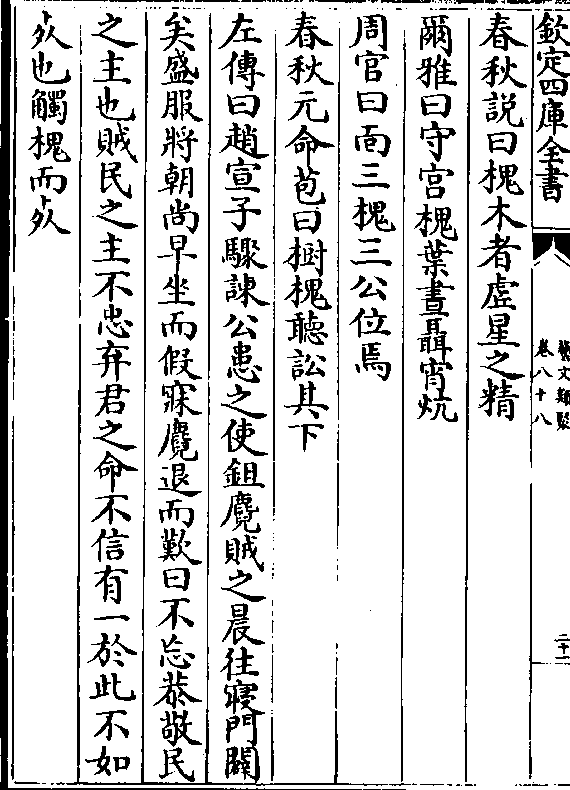 欽定四庫全書
藝文類聚
卷八十八
二十一
春秋説曰槐木者虛星之精
爾雅曰守宫槐葉晝聶宵炕
周官曰靣三槐三公位焉
春秋元命苞曰樹槐聽訟其下
左傳曰趙宣子驟諫公患之使鉏麑賊之晨往寢門闢
矣盛服將朝尚早坐而假寐麑退而歎曰不忘恭敬民
之主也賊民之主不忠弃君之命不信有一於此不如
死也觸槐而死